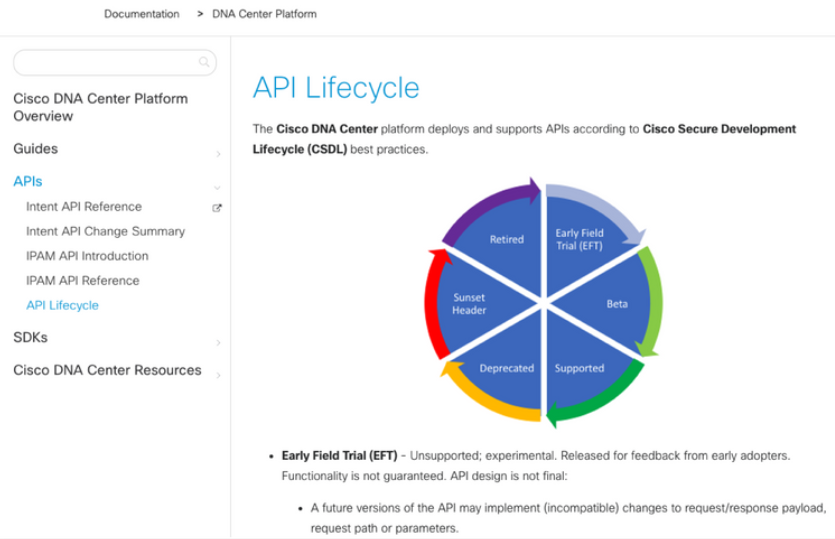 Documentation > DNA Center Platform
Cisco DNA Center Platform
Overview
Guides
APIs
Intent API Reference
Intent API Change Summary
IPAM API Introduction
IPAM API Reference
API Lifecycle
SDKs
Cisco DNA Center Resources
API Lifecycle
The Cisco DNA Center platform deploys and supports APIs according to Cisco Secure Development
Lifecycle (CSDL) best practices.
Early Field
Trial (EFT)
Beta
Supported
Deprecated
Sunset
Header
Retired
• Early Field Trial (EFT) - Unsupported; experimental. Released for feedback from early adopters.
Functionality is not guaranteed. API design is not final:
• A future versions of the API may implement (incompatible) changes to request/response payload,
request path or parameters.